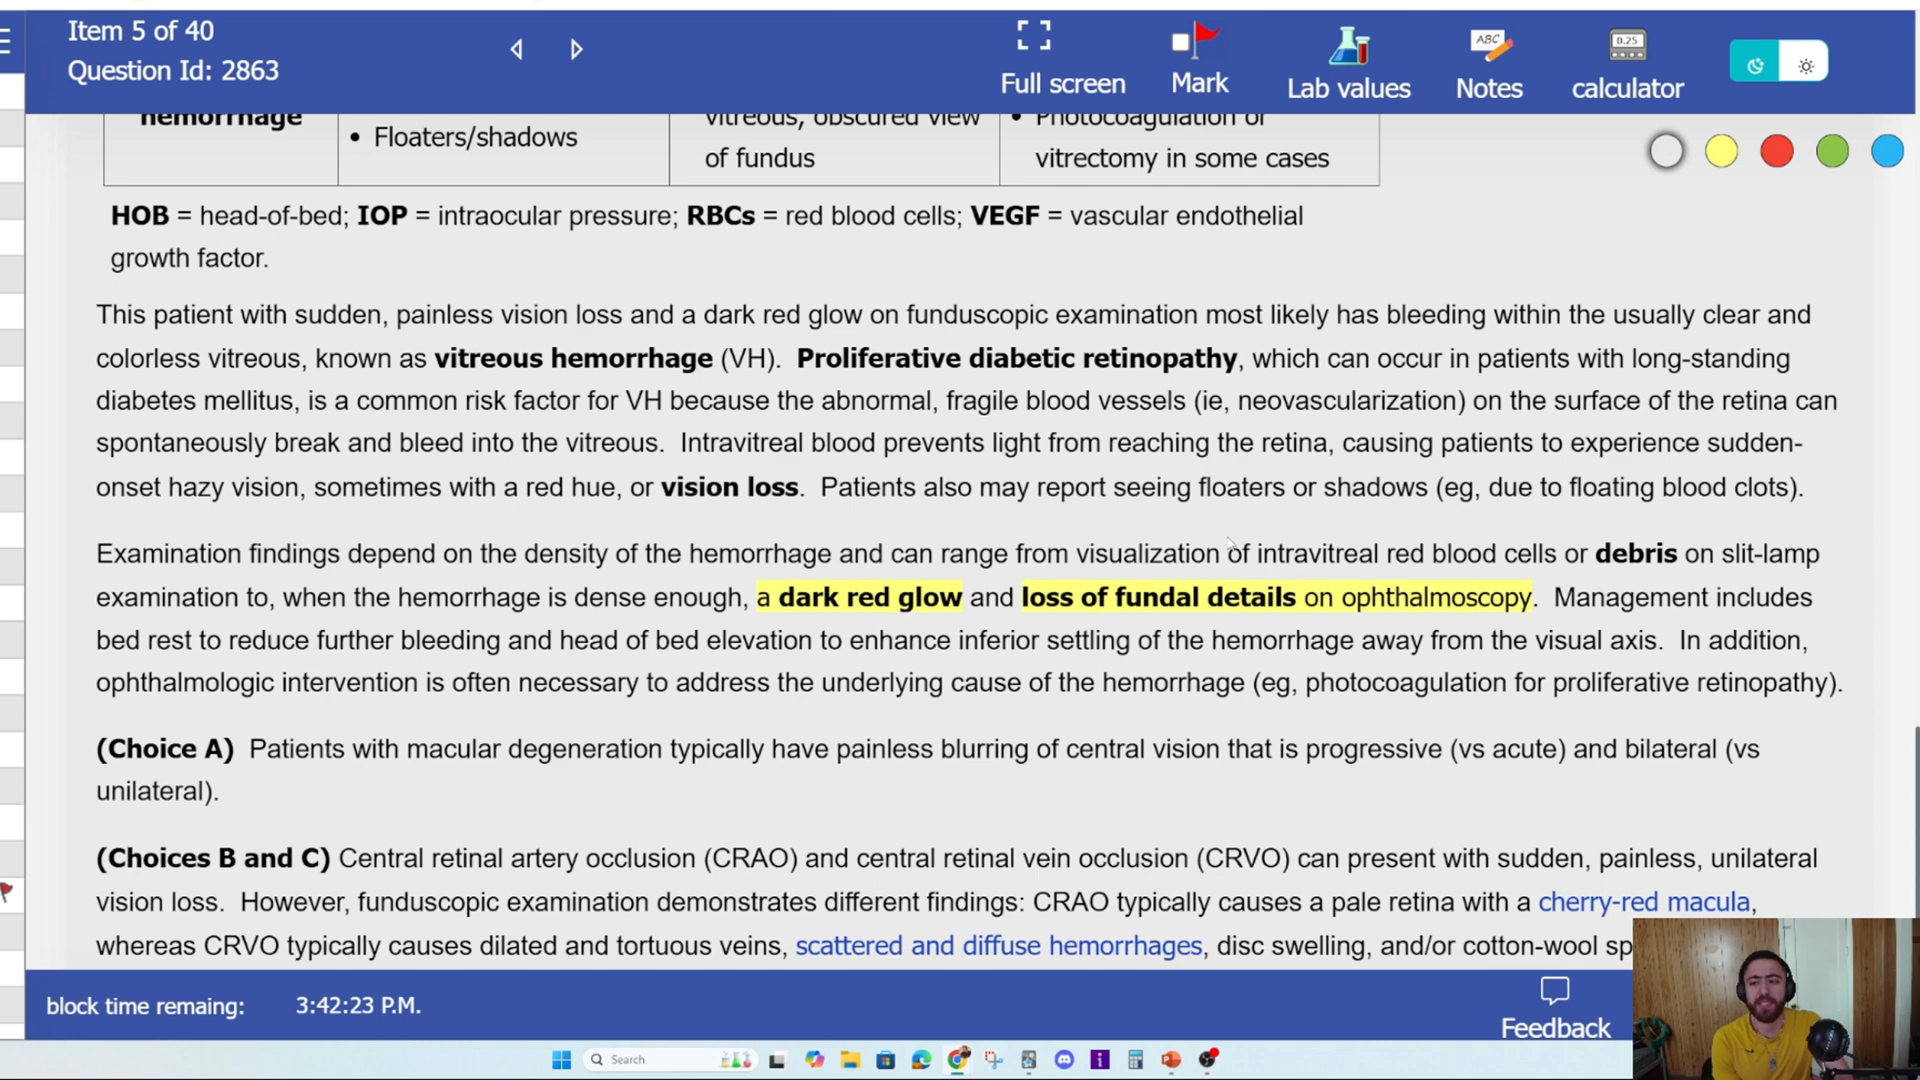 Item 5 of 40
Question Id: 2863
Full screen
Mark
Lab values
ABC
Notes
0.25
calculator
hemorrhage
• Floaters/shadows
vitreous, obscured view
of fundus
• Photocoagulation or
vitrectomy in some cases
HOB = head-of-bed; IOP = intraocular pressure; RBCs = red blood cells; VEGF = vascular endothelial
growth factor.
This patient with sudden, painless vision loss and a dark red glow on funduscopic examination most likely has bleeding within the usually clear and
colorless vitreous, known as vitreous hemorrhage (VH). Proliferative diabetic retinopathy, which can occur in patients with long-standing
diabetes mellitus, is a common risk factor for VH because the abnormal, fragile blood vessels (ie, neovascularization) on the surface of the retina can
spontaneously break and bleed into the vitreous. Intravitreal blood prevents light from reaching the retina, causing patients to experience sudden-
onset hazy vision, sometimes with a red hue, or vision loss. Patients also may report seeing floaters or shadows (eg, due to floating blood clots).
Examination findings depend on the density of the hemorrhage and can range from visualization of intravitreal red blood cells or debris on slit-lamp
examination to, when the hemorrhage is dense enough, a dark red glow and loss of fundal details on ophthalmoscopy. Management includes
bed rest to reduce further bleeding and head of bed elevation to enhance inferior settling of the hemorrhage away from the visual axis. In addition,
ophthalmologic intervention is often necessary to address the underlying cause of the hemorrhage (eg, photocoagulation for proliferative retinopathy).
(Choice A) Patients with macular degeneration typically have painless blurring of central vision that is progressive (vs acute) and bilateral (vs
unilateral).
(Choices B and C) Central retinal artery occlusion (CRAO) and central retinal vein occlusion (CRVO) can present with sudden, painless, unilateral
vision loss. However, funduscopic examination demonstrates different findings: CRAO typically causes a pale retina with a cherry-red macula,
whereas CRVO typically causes dilated and tortuous veins, scattered and diffuse hemorrhages, disc swelling, and/or cotton-wool sp
block time remaing: 3:42:23 P.M.
Feedback
Search